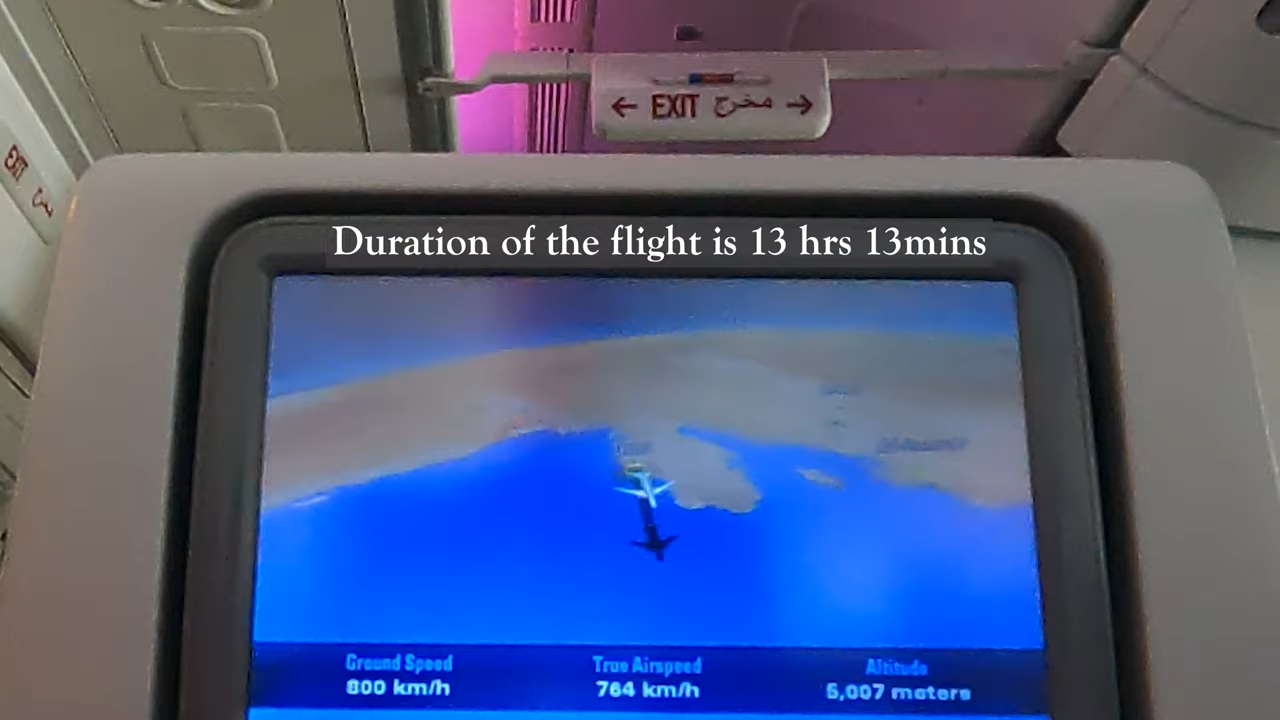 ← EXIT مخرج →
EXIT
Duration of the flight is 13 hrs 13mins
Ground Speed
True Airspeed
Altitude
800 km/h
764 km/h
5,007 meters